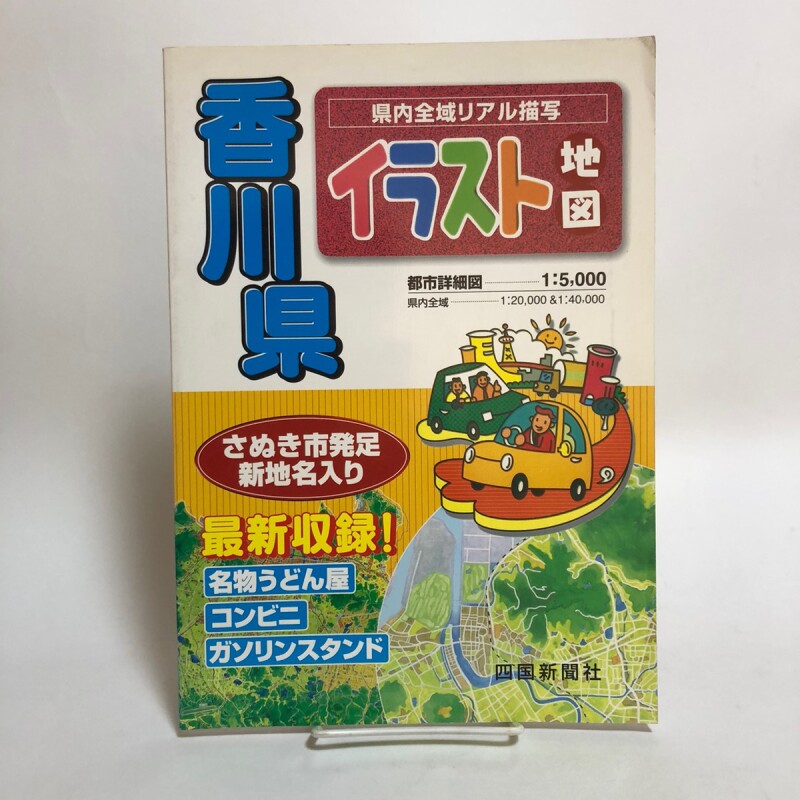 香川県
県内全域リアル描写
イラスト地図
都市詳細図 1:5,000
県内全域 1:20,000 &1:40,000
さぬき市発足
新地名入り
最新収録!
名物うどん屋
コンビニ
ガソリンスタンド
四国新聞社